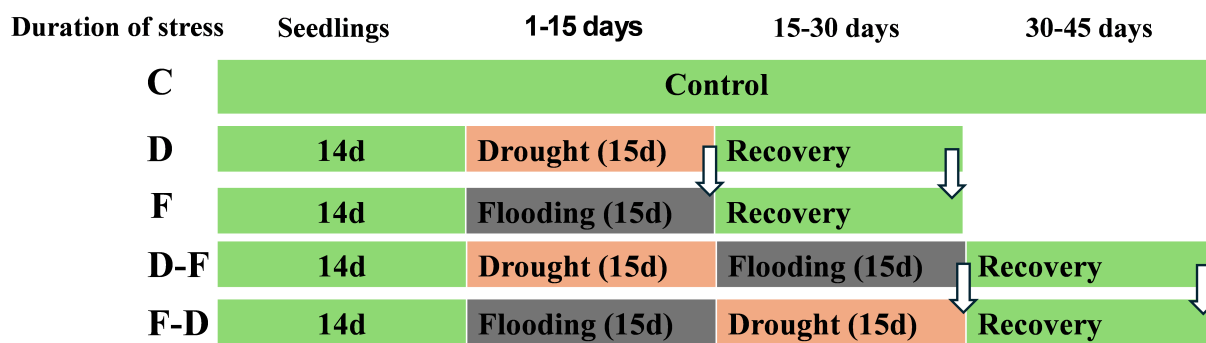 Duration of stress Seedlings 1-15 days 15-30 days 30-45 days
C Control
D 14d Drought (15d) Recovery
F 14d Flooding (15d) Recovery
D-F 14d Drought (15d) Flooding (15d) Recovery
F-D 14d Flooding (15d) Drought (15d) Recovery